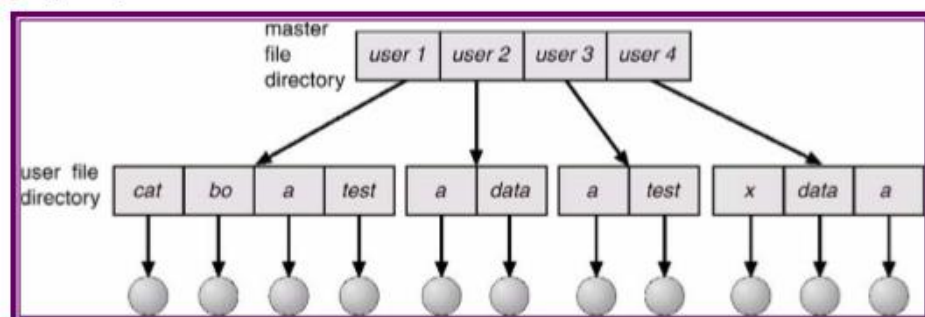 master
file
directory
user 1 user 2 user 3 user 4
user file
directory
cat bo a test a data a test x data a